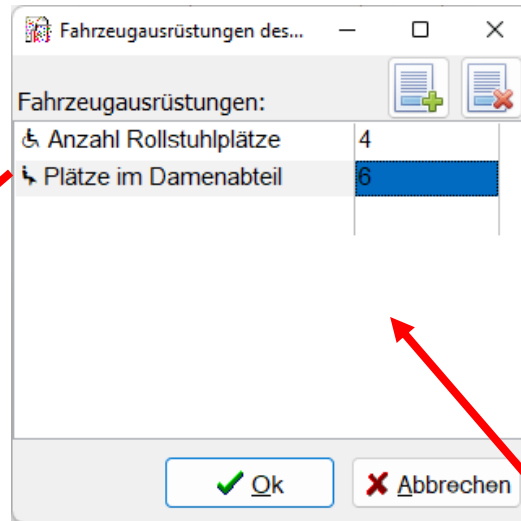 Fahrzeugausrüstungen des...
Fahrzeugausrüstungen:
Anzahl Rollstuhlplätze 4
Plätze im Damenabteil 6
Ok Abbrechen